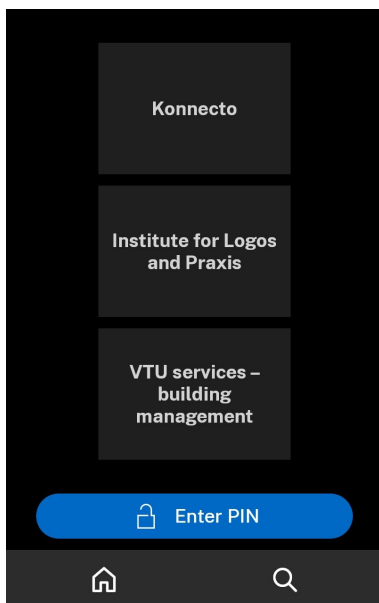 Konnecto
Institute for Logos
and Praxis
VTU services –
building
management
Enter PIN